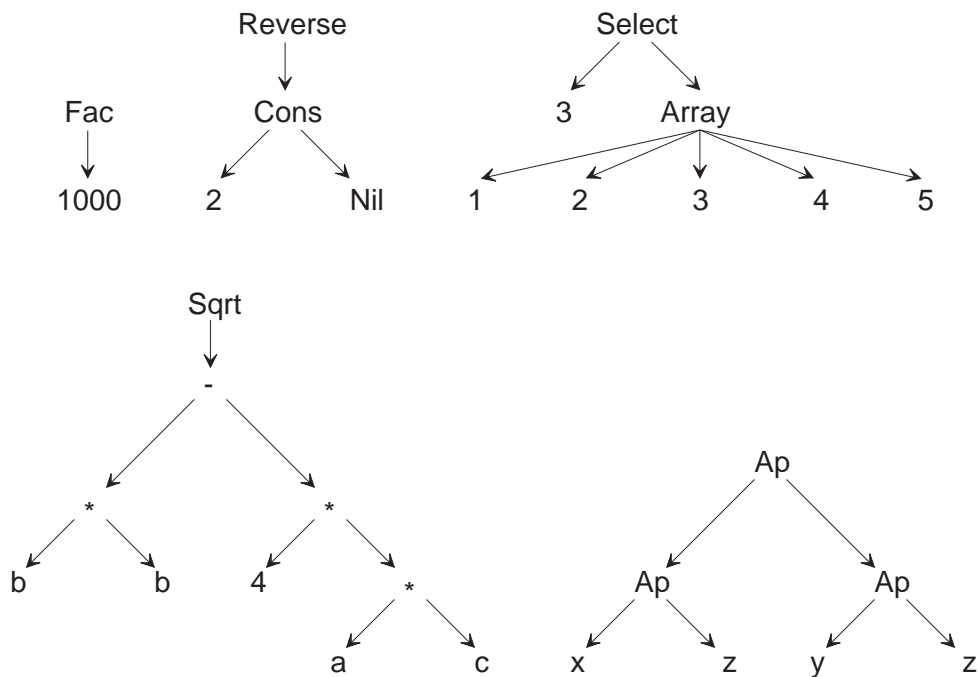 Reverse Select
Fac Cons 3 Array
1000 2 Nil 1 2 3 4 5
Sqrt
-
Ap
* *
b b 4 * Ap Ap
a c x z y z